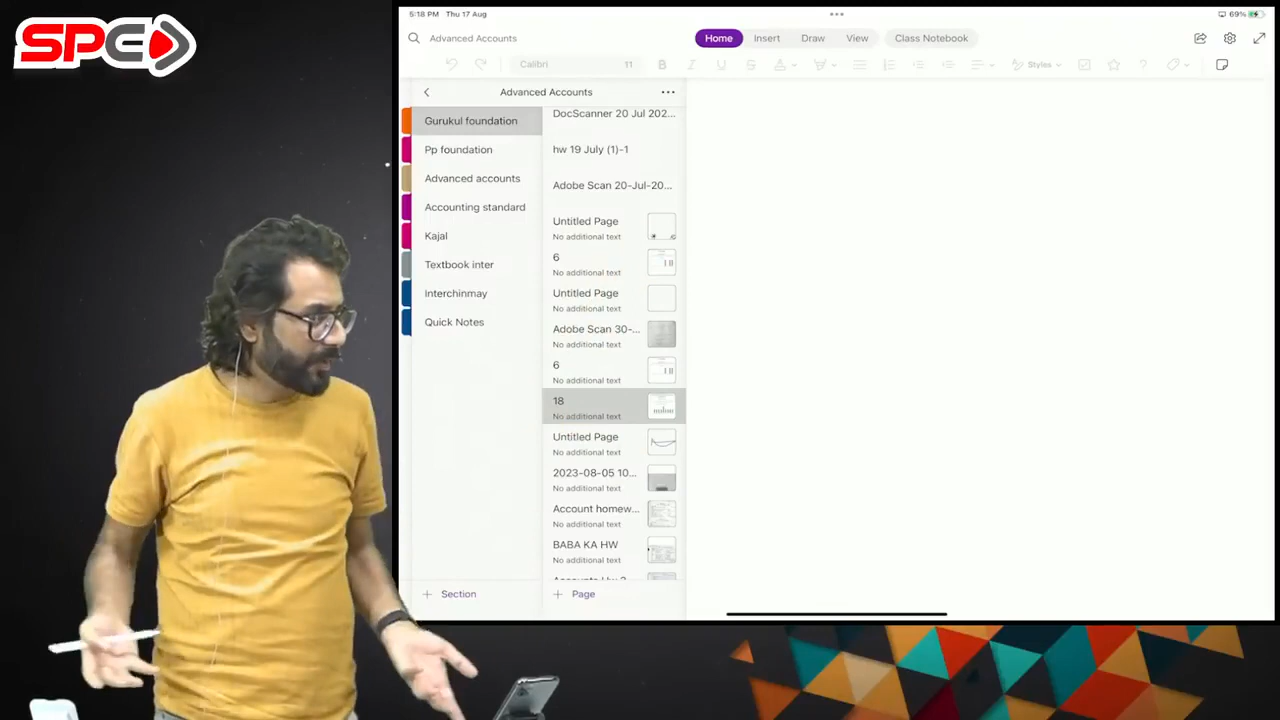 SPE
5:18 PM Thu 17 Aug
69%
Advanced Accounts
Home
Insert
Draw
View
Class Notebook
Calibri
11
Styles
Advanced Accounts
Gurukul foundation
Pp foundation
Advanced accounts
Accounting standard
Kajal
Textbook inter
Interchinmay
Quick Notes
Section
DocScanner 20 Jul 202...
hw 19 July (1)-1
Adobe Scan 20-Jul-20...
Untitled Page
No additional text
6
No additional text
Untitled Page
No additional text
Adobe Scan 30-...
No additional text
6
No additional text
18
No additional text
Untitled Page
No additional text
2023-08-05 10...
No additional text
Account homew...
No additional text
BABA KA HW
No additional text
Page